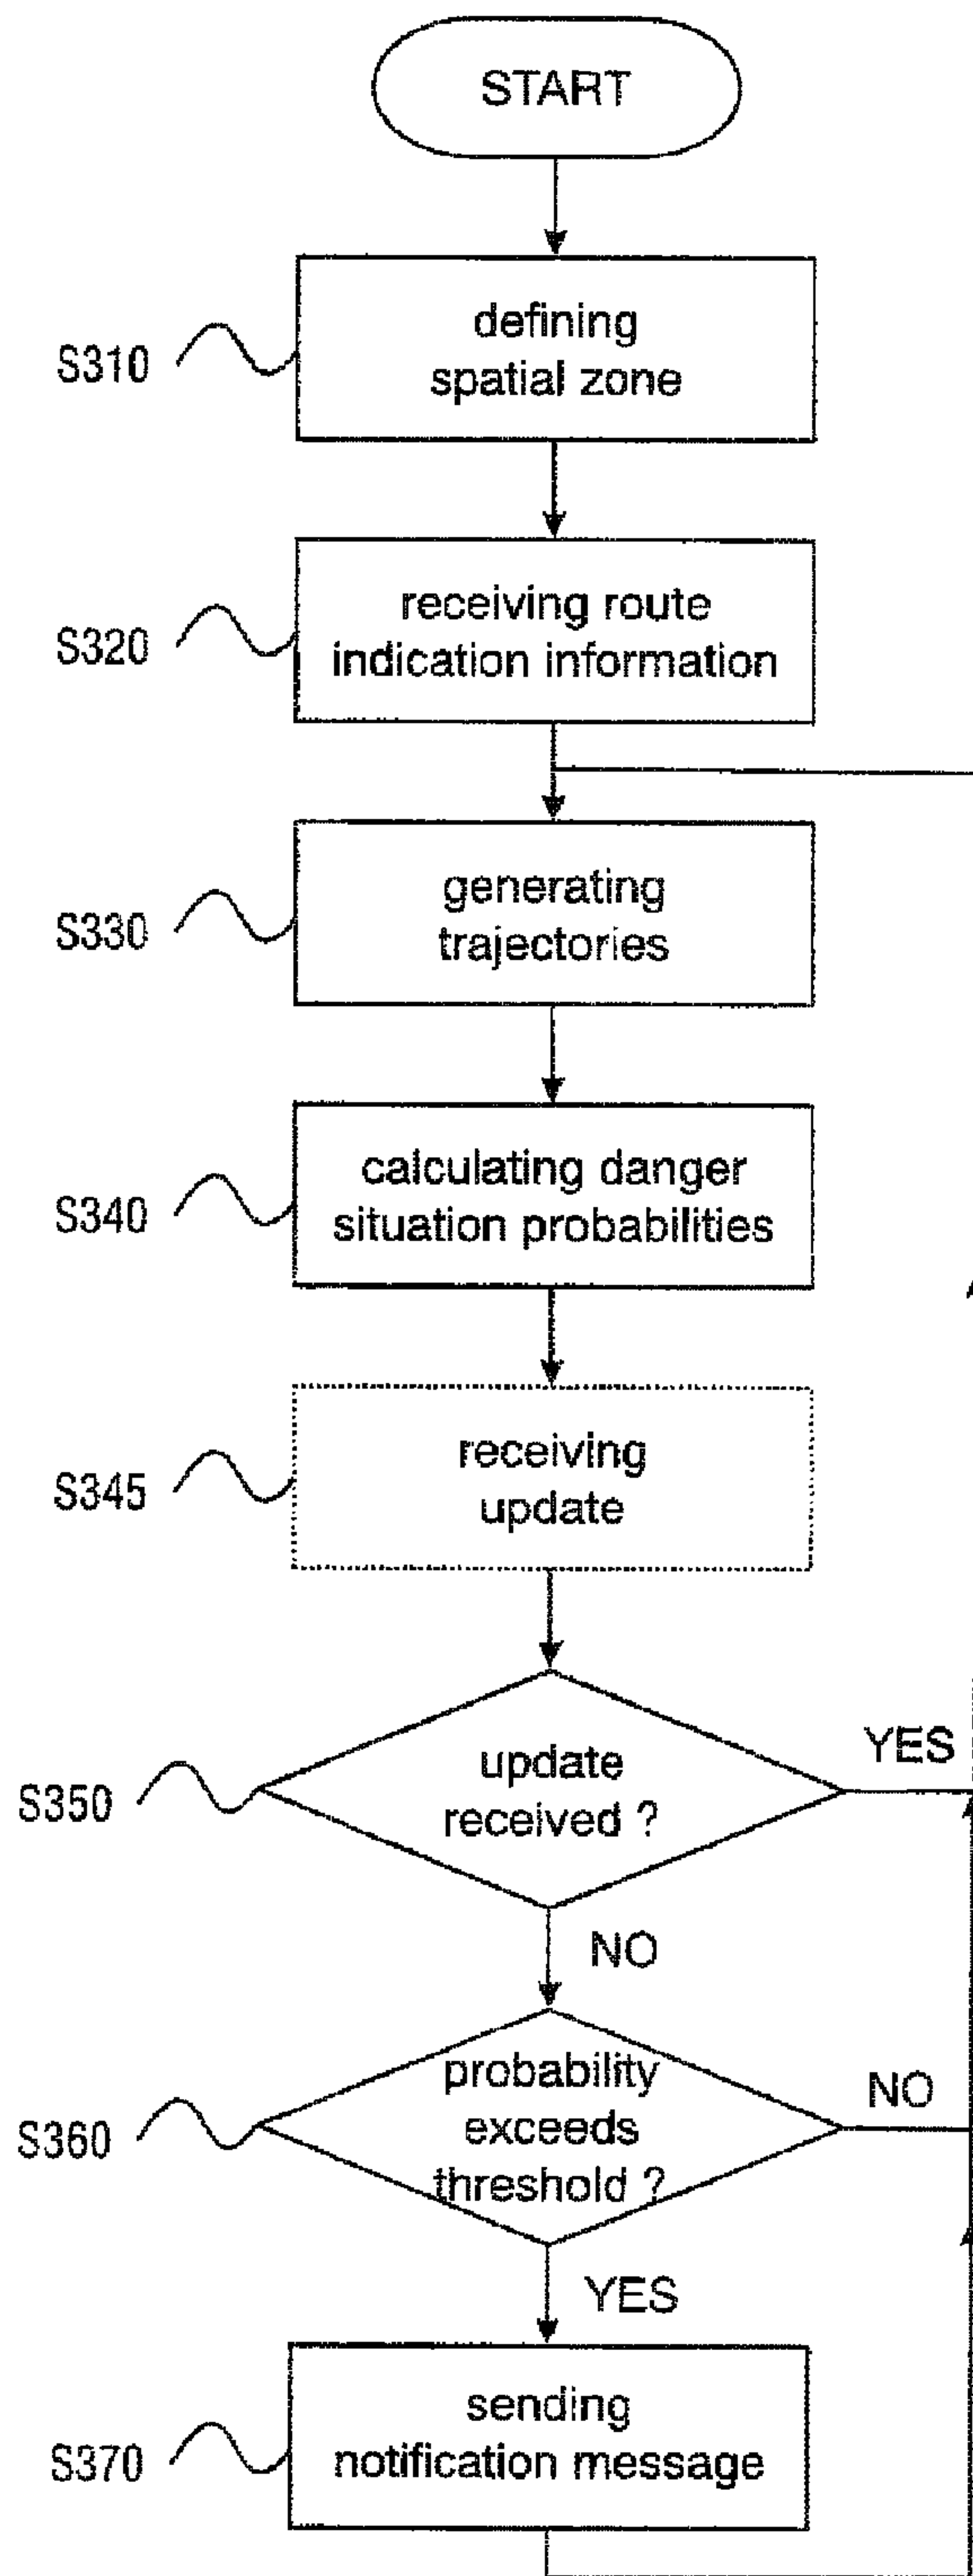 START
S310
defining
spatial zone
S320
receiving route
indication information
S330
generating
trajectories
S340
calculating danger
situation probabilities
S345
receiving
update
S350
update
received ?
YES
NO
S360
probability
exceeds
threshold ?
NO
YES
S370
sending
notification message